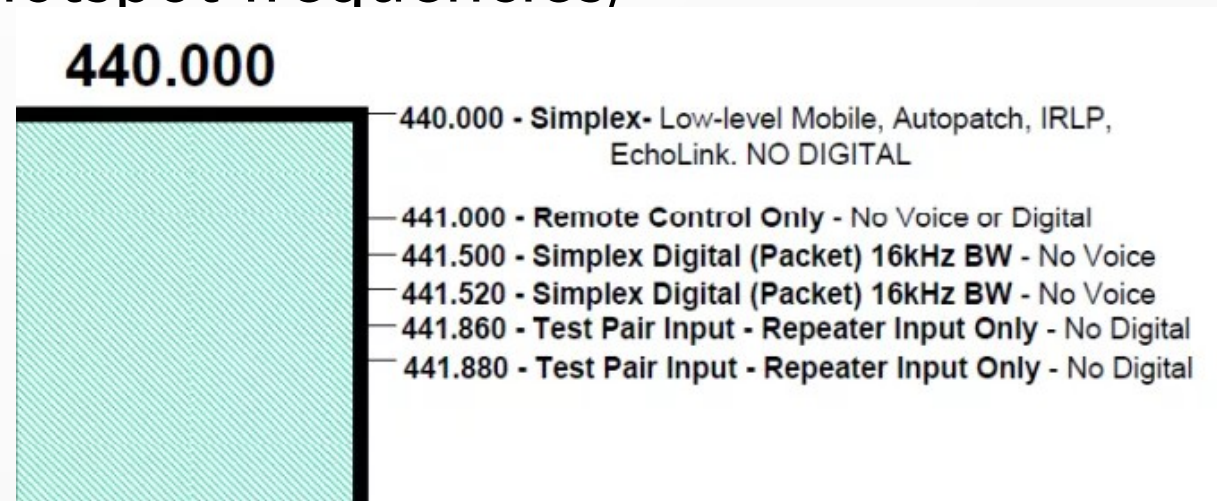 hotspot frequencies)
440.000
440.000 - Simplex- Low-level Mobile, Autopatch, IRLP,
EchoLink. NO DIGITAL
441.000 - Remote Control Only - No Voice or Digital
441.500 - Simplex Digital (Packet) 16kHz BW - No Voice
441.520 - Simplex Digital (Packet) 16kHz BW - No Voice
441.860 - Test Pair Input - Repeater Input Only - No Digital
441.880 - Test Pair Input - Repeater Input Only - No Digital